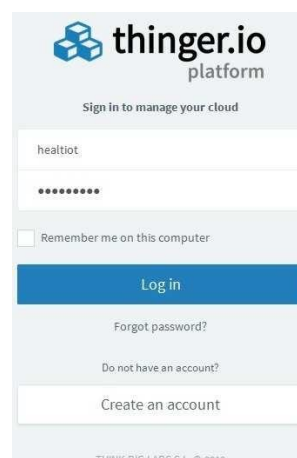 thinger.io
platform
Sign in to manage your cloud
healtiot
•••••••••
Remember me on this computer
Log in
Forgot password?
Do not have an account?
Create an account